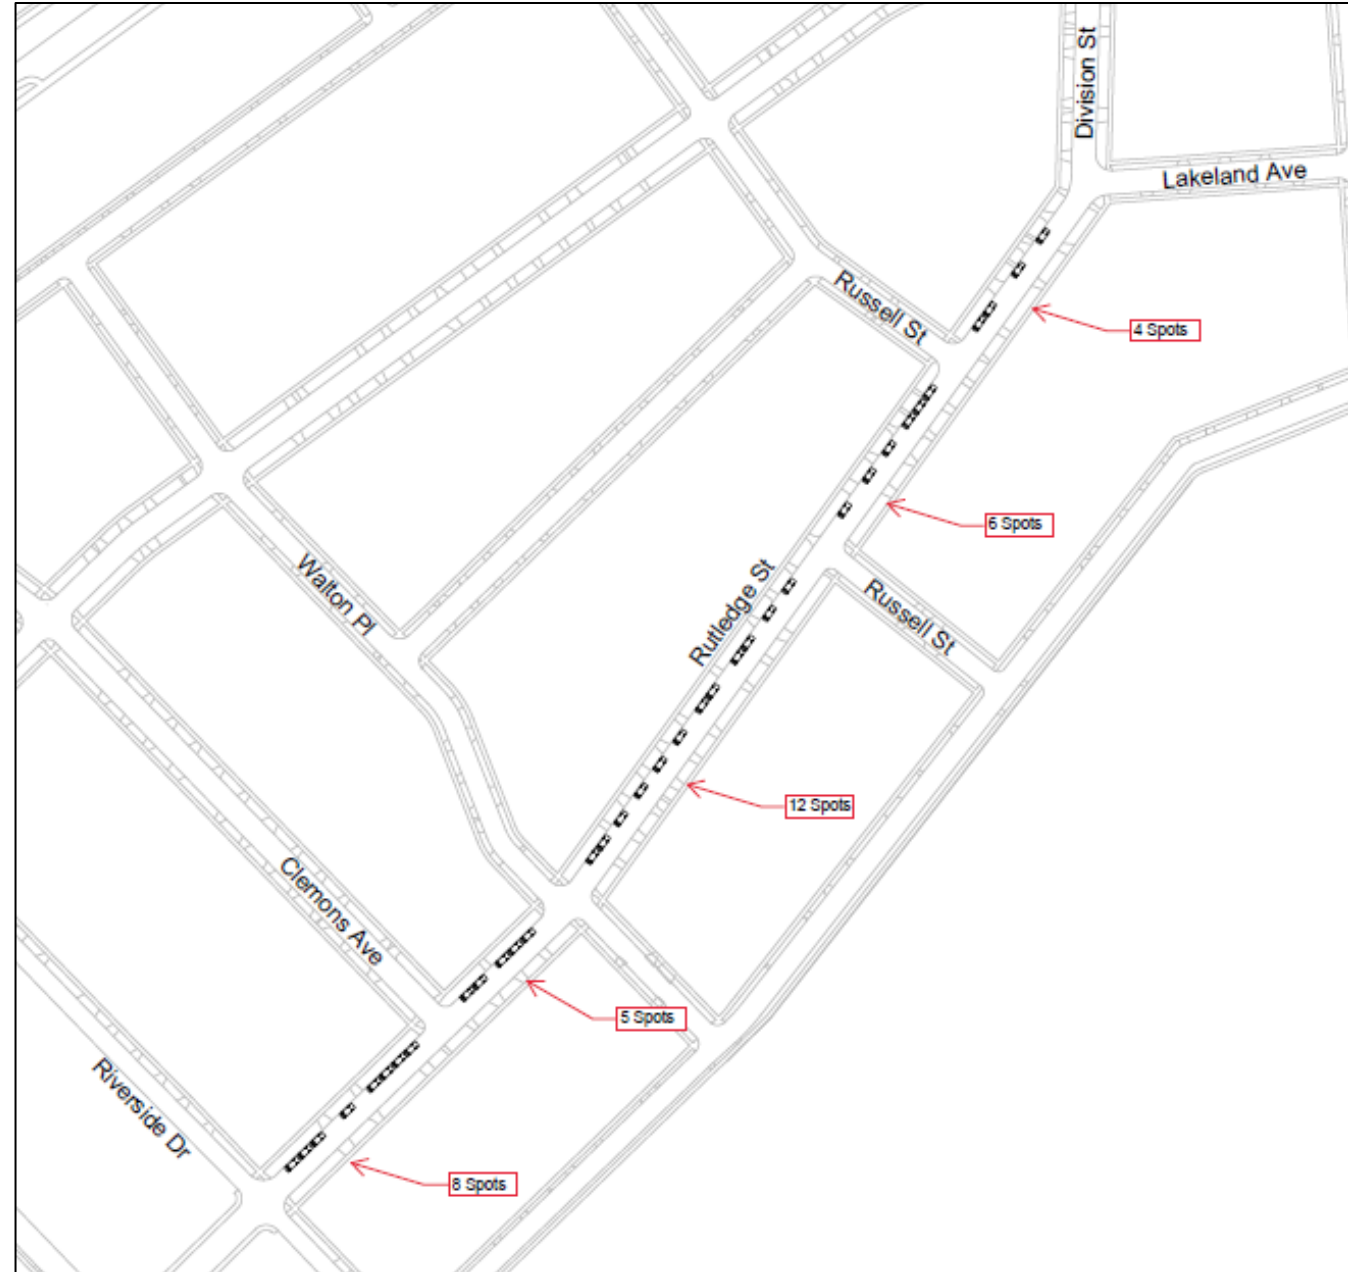 Division St
Lakeland Ave
Russell St
4 Spots
6 Spots
Walton Pl
Rutledge St
Russell St
12 Spots
Clemons Ave
5 Spots
Riverside Dr
8 Spots